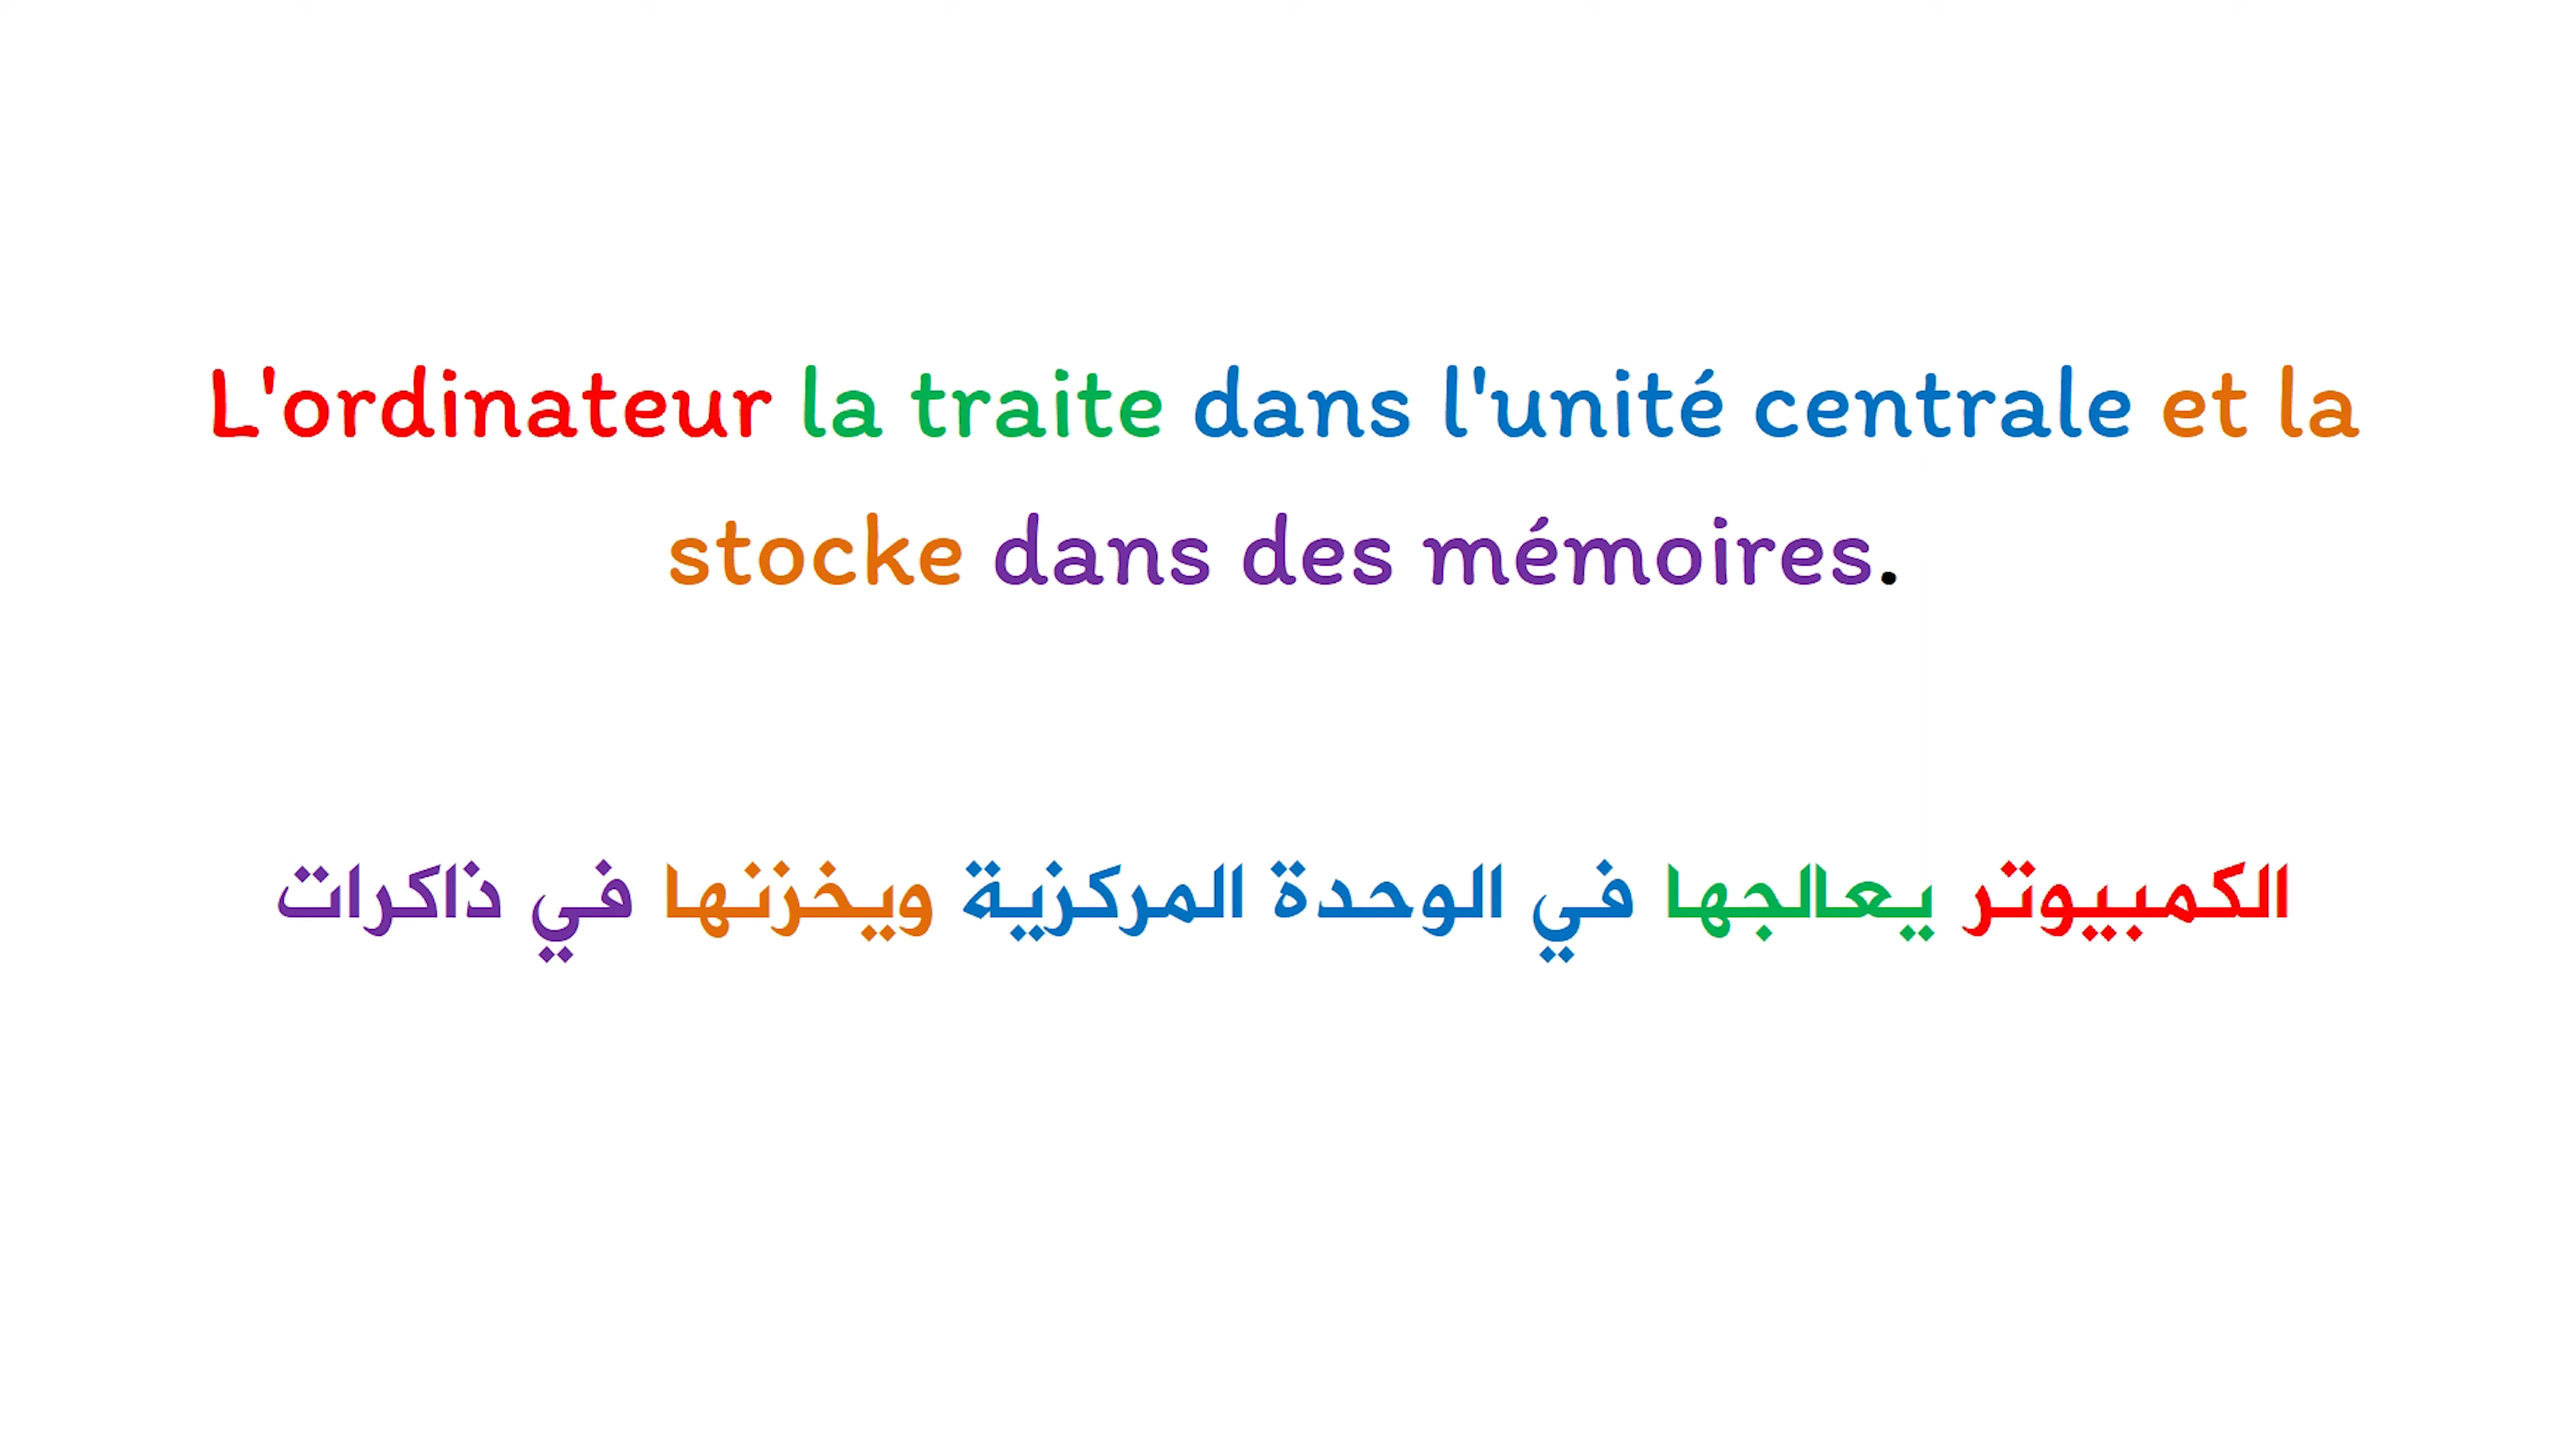 L'ordinateur la traite dans l'unité centrale et la
stocke dans des mémoires.
الكمبيوتر يعالجها في الوحدة المركزية ويخزنها في ذاكرات